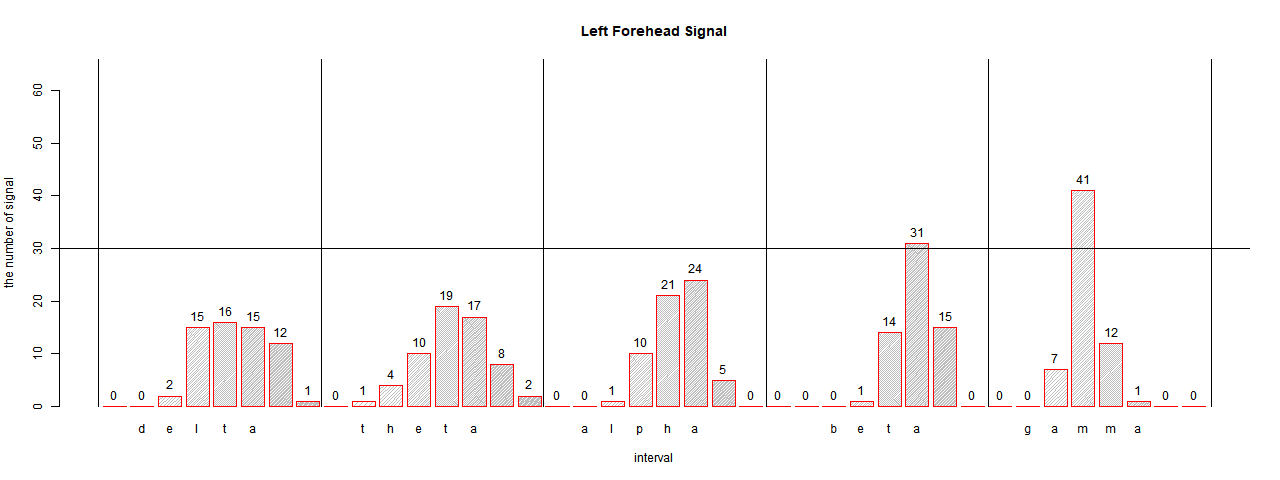 Left Forehead Signal
the number of signal
60
50
40
30
20
10
0
0 0 2 15 16 15 12 1
0 1 4 10 19 17 8 2
0 0 1 10 21 24 5 0
0 0 0 1 14 31 15 0
0 0 7 41 12 1 0 0
d e l t a t h e t a a l p h a b e t a g a m m a
interval